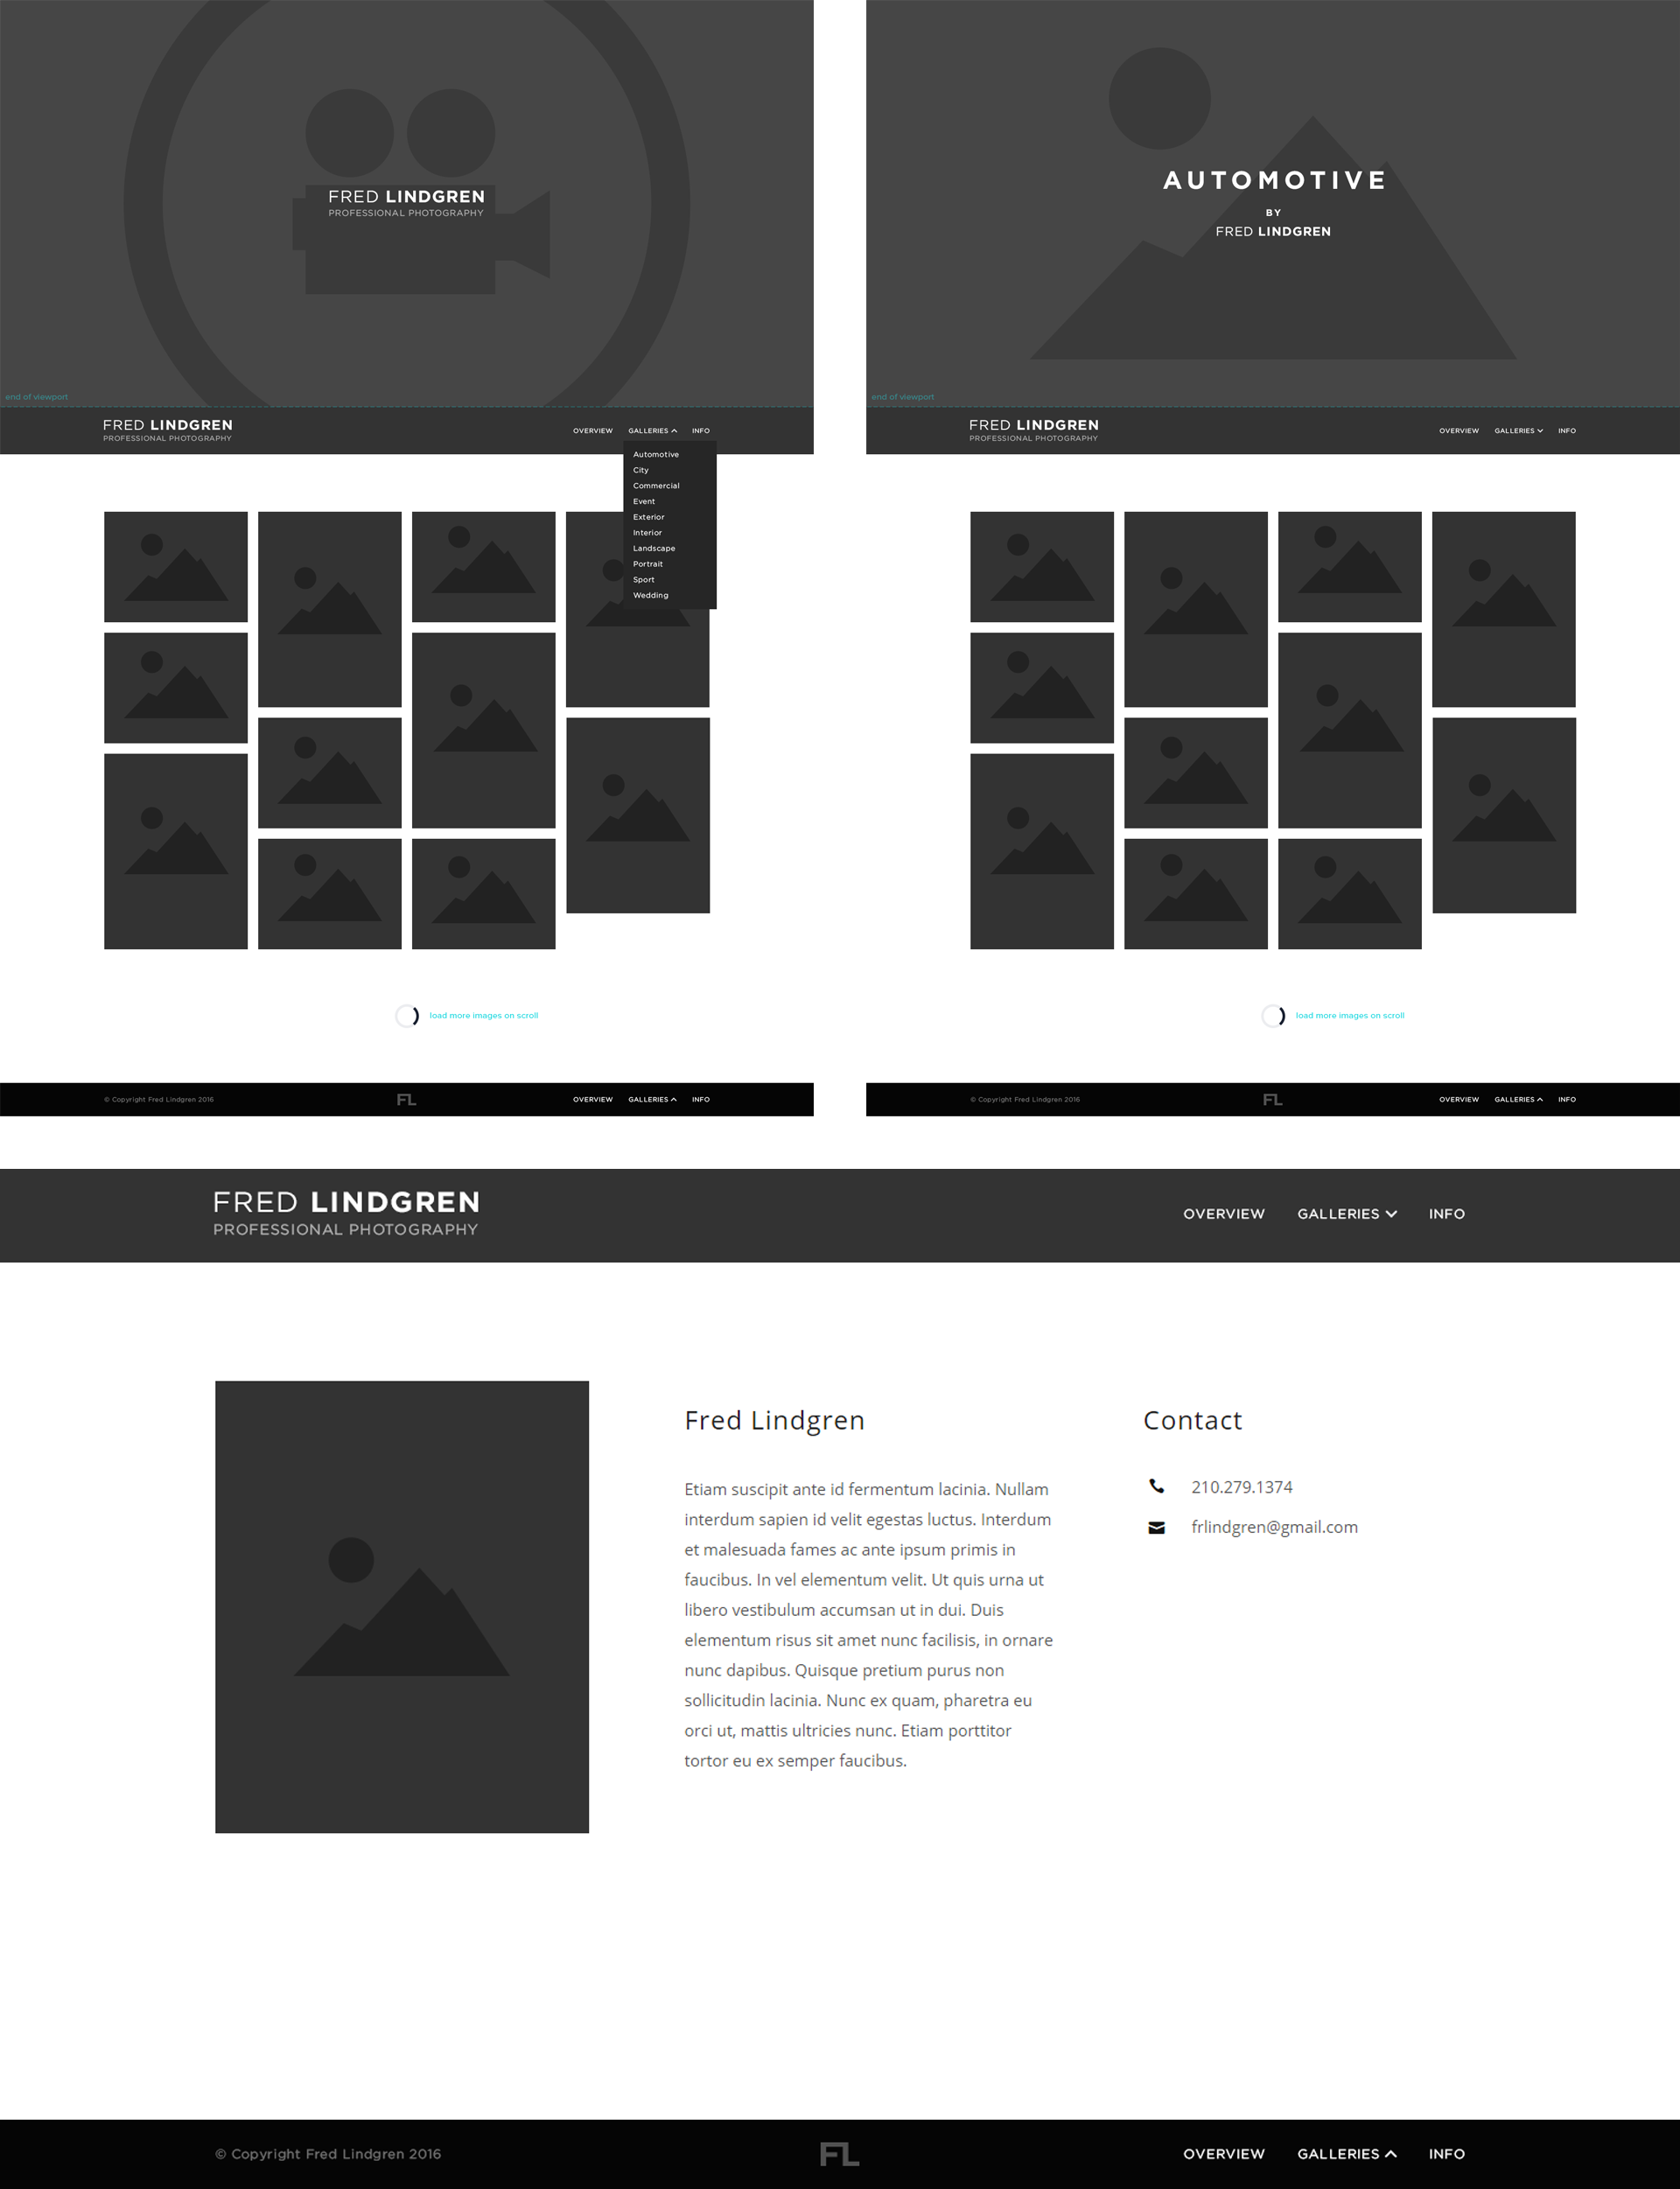 FRED LINDGREN
PROFESSIONAL PHOTOGRAPHY
end of viewport
FRED LINDGREN
PROFESSIONAL PHOTOGRAPHY
OVERVIEW GALLERIES INFO
Automotive
City
Commercial
Event
Exterior
Interior
Landscape
Portrait
Sport
Wedding
load more images on scroll
© Copyright Fred Lindgren 2016
FL
OVERVIEW GALLERIES INFO
AUTOMOTIVE
BY
FRED LINDGREN
end of viewport
FRED LINDGREN
PROFESSIONAL PHOTOGRAPHY
OVERVIEW GALLERIES INFO
load more images on scroll
© Copyright Fred Lindgren 2016
FL
OVERVIEW GALLERIES INFO
FRED LINDGREN
PROFESSIONAL PHOTOGRAPHY
OVERVIEW GALLERIES INFO
Fred Lindgren
Etiam suscipit ante id fermentum lacinia. Nullam
interdum sapien id velit egestas luctus. Interdum
et malesuada fames ac ante ipsum primis in
faucibus. In vel elementum velit. Ut quis urna ut
libero vestibulum accumsan ut in dui. Duis
elementum risus sit amet nunc facilisis, in ornare
nunc dapibus. Quisque pretium purus non
sollicitudin lacinia. Nunc ex quam, pharetra eu
orci ut, mattis ultricies nunc. Etiam porttitor
tortor eu ex semper faucibus.
Contact
210.279.1374
frlindgren@gmail.com
© Copyright Fred Lindgren 2016
FL
OVERVIEW GALLERIES INFO